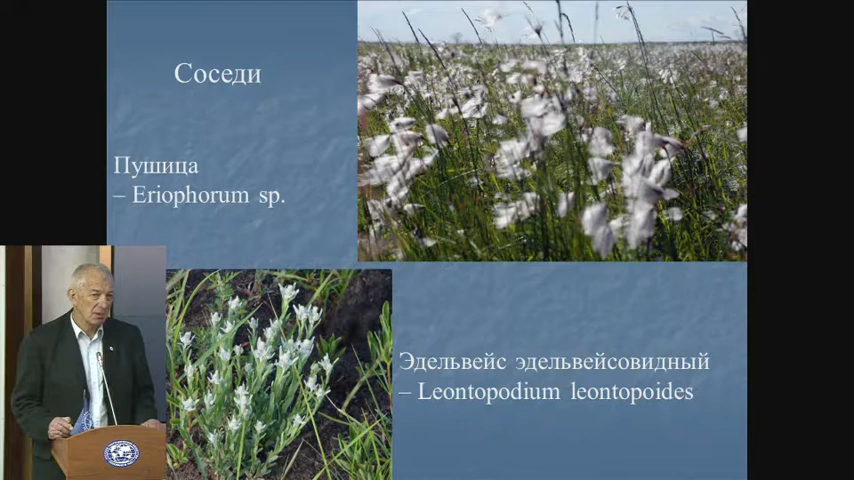 Соседи
Пушица
– Eriophorum sp.
Эдельвейс эдельвейсовидный
– Leontopodium leontopoides